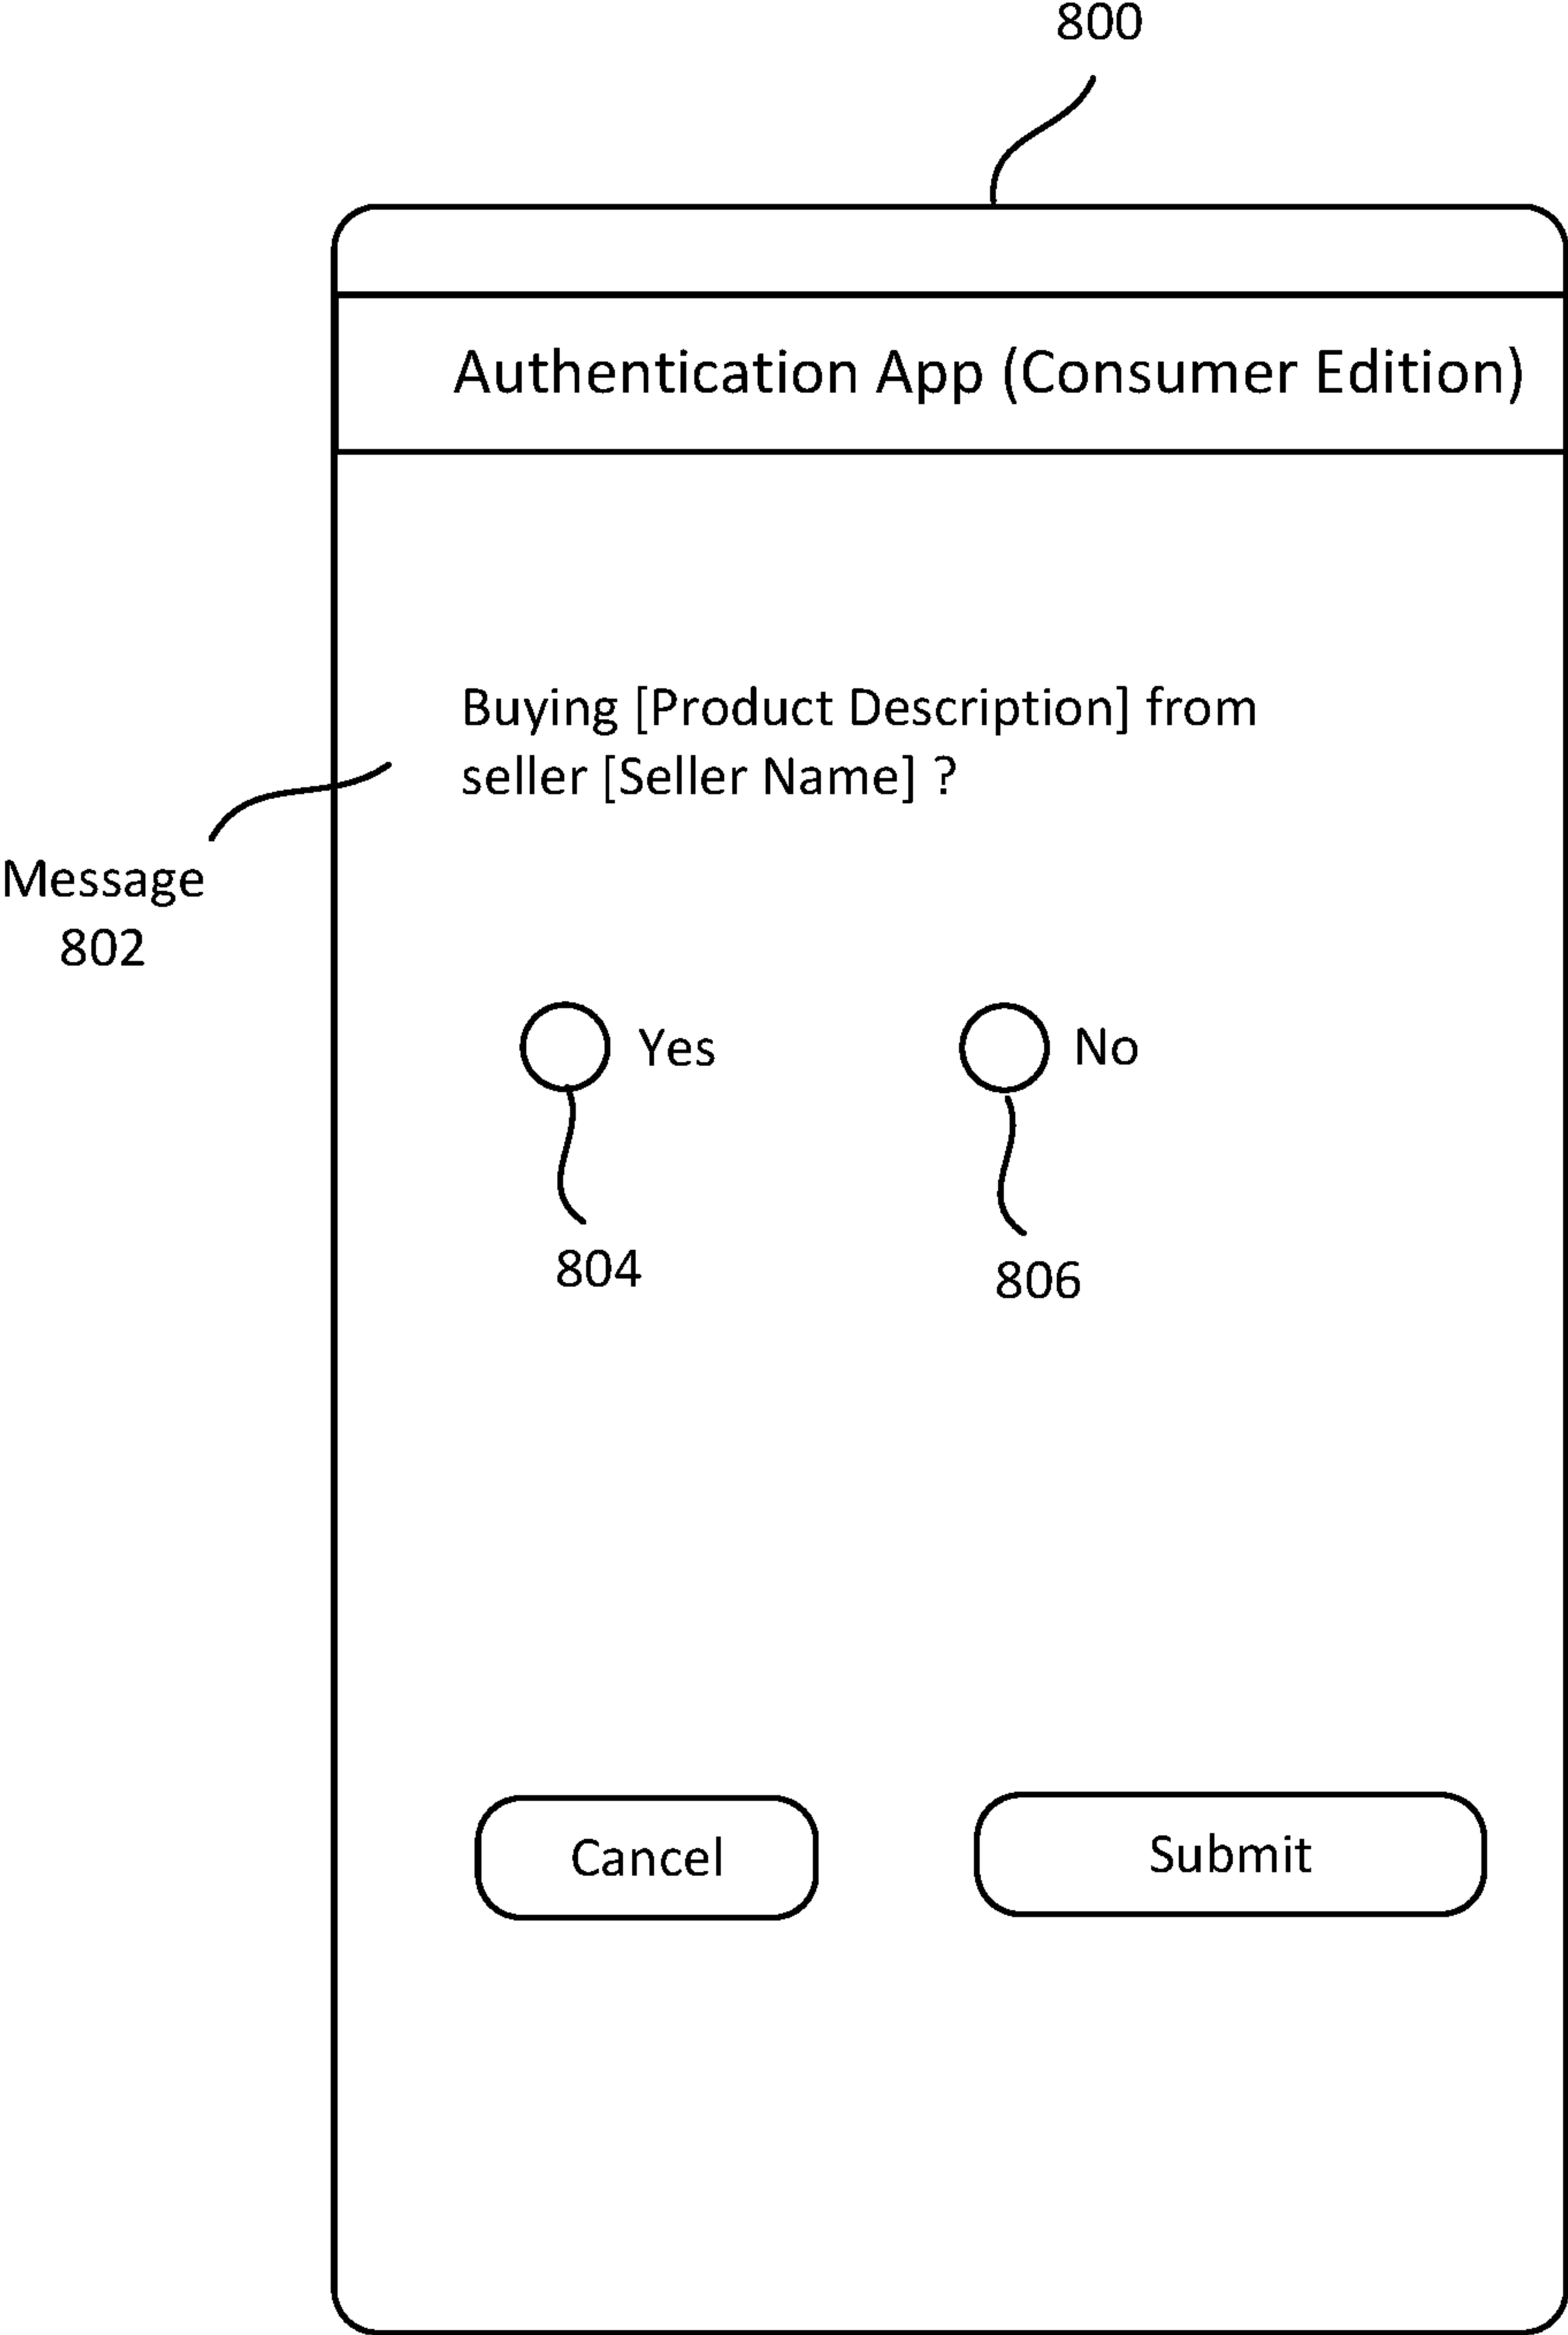 800
Authentication App (Consumer Edition)
Buying [Product Description] from
seller [Seller Name] ?
Message
802
Yes
No
804
806
Cancel
Submit